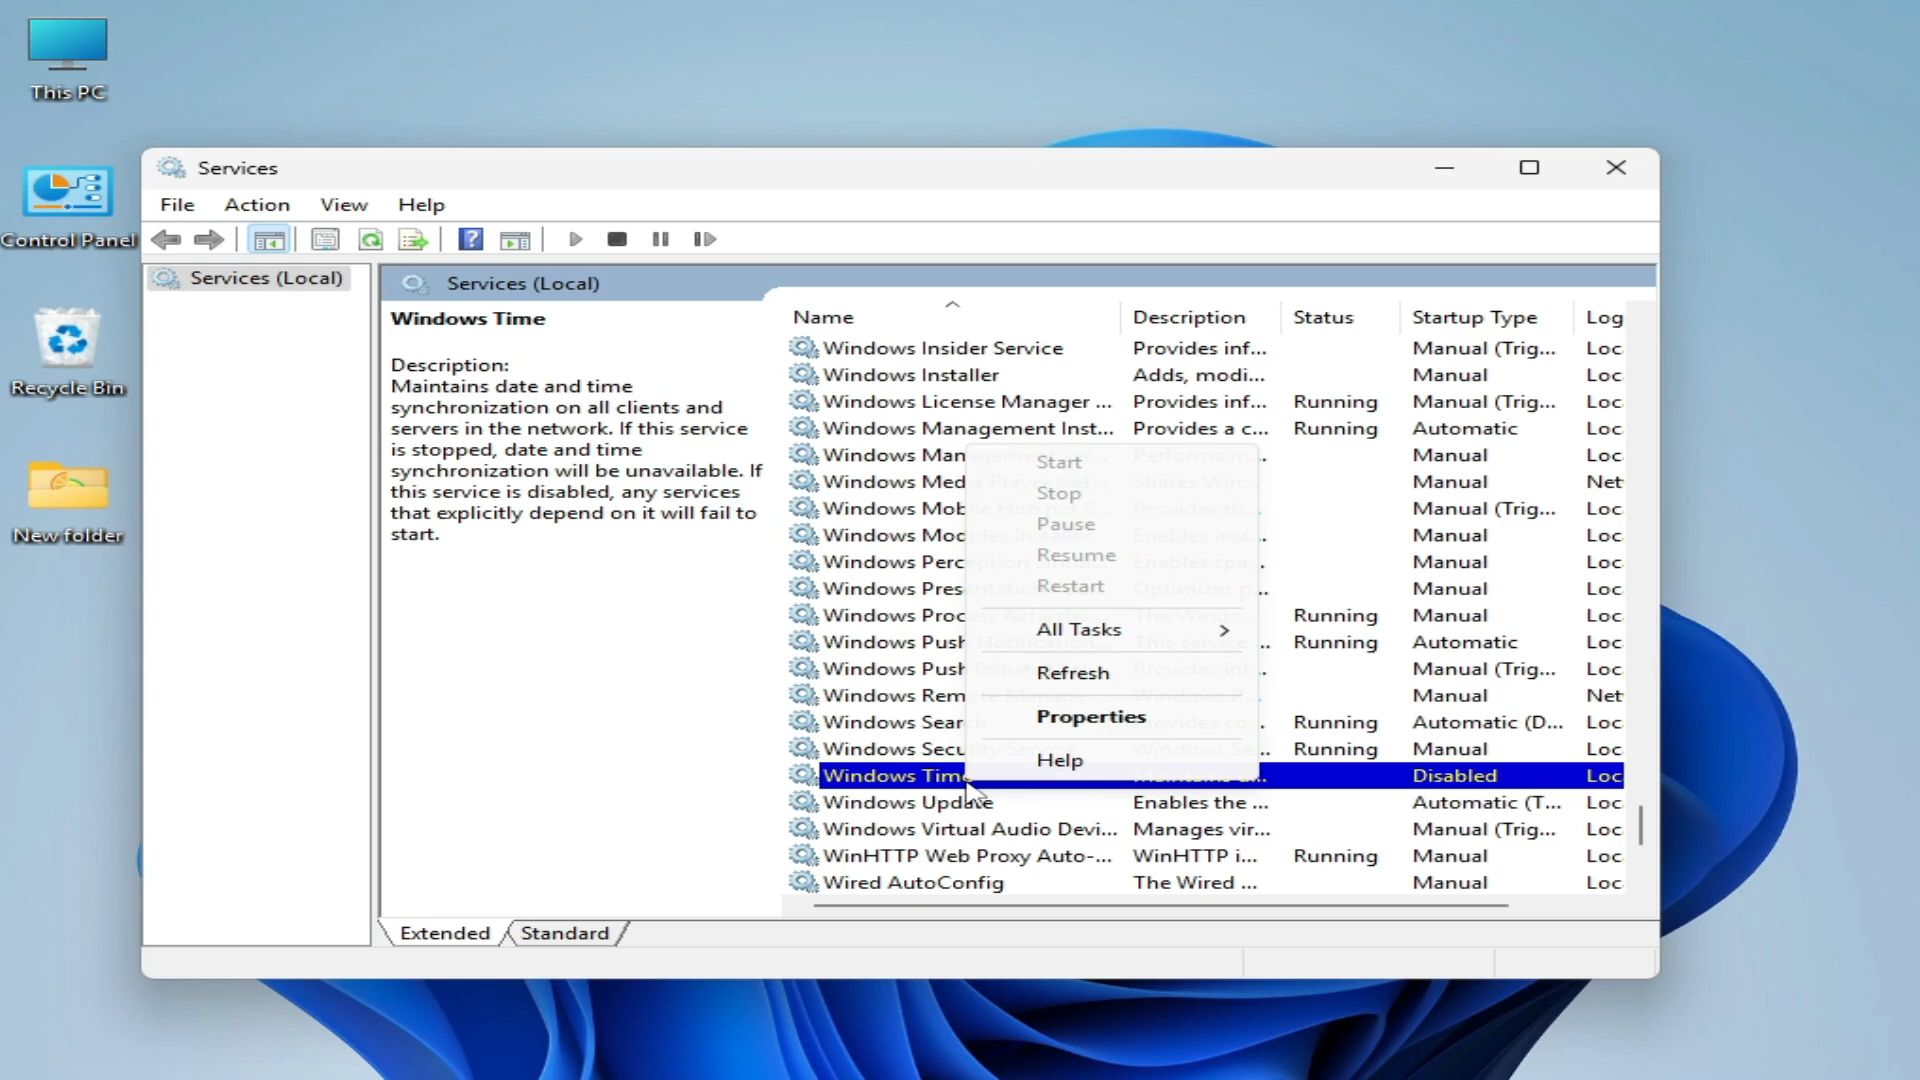 This PC
Control Panel
Recycle Bin
New folder
Services
File Action View Help
Services (Local)
Services (Local)
Windows Time
Description:
Maintains date and time
synchronization on all clients and
servers in the network. If this service
is stopped, date and time
synchronization will be unavailable. If
this service is disabled, any services
that explicitly depend on it will fail to
start.
Name Description Status Startup Type Log
Windows Insider Service Provides inf... Manual (Trig... Loc
Windows Installer Adds, modi... Manual Loc
Windows License Manager ... Provides inf... Running Manual (Trig... Loc
Windows Management Inst... Provides a c... Running Automatic Loc
Windows Man Manual Loc
Windows Med Manual Net
Windows Mob Manual (Trig... Loc
Windows Mod Manual Loc
Windows Perc Manual Loc
Windows Pres Manual Loc
Windows Proc Running Manual Loc
Windows Push Running Automatic Loc
Windows Push Manual (Trig... Loc
Windows Rem Manual Net
Windows Search Running Automatic (D... Loc
Windows Security Service Running Manual Loc
Windows Time Disabled Loc
Windows Update Enables the ... Automatic (T... Loc
Windows Virtual Audio Devi... Manages vir... Manual (Trig... Loc
WinHTTP Web Proxy Auto-... WinHTTP i... Running Manual Loc
Wired AutoConfig The Wired ... Manual Loc
Start
Stop
Pause
Resume
Restart
All Tasks
Refresh
Properties
Help
Extended Standard